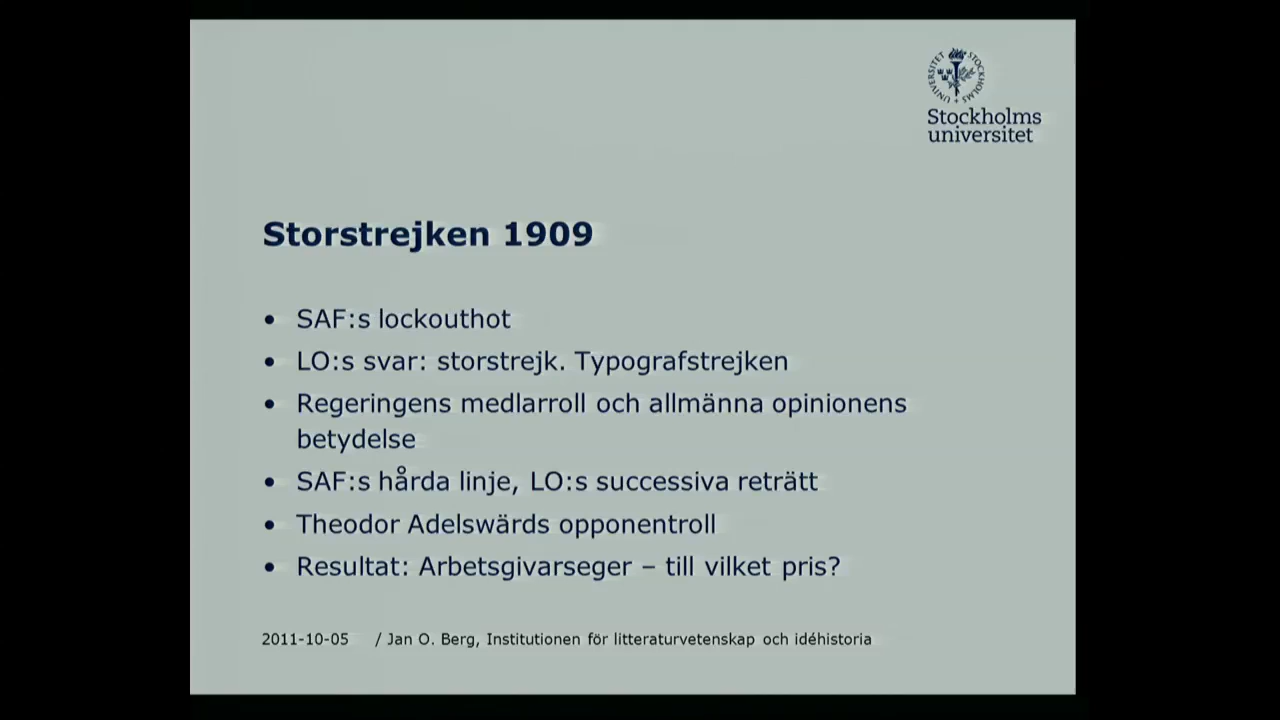 STOCKHOLMS UNIVERSITET
Stockholms
universitet
Storstrejken 1909
• SAF:s lockouthot
• LO:s svar: storstrejk. Typografstrejken
• Regeringens medlarroll och allmänna opinionens
betydelse
• SAF:s hårda linje, LO:s successiva reträtt
• Theodor Adelswärds opponentroll
• Resultat: Arbetsgivarseger – till vilket pris?
2011-10-05 / Jan O. Berg, Institutionen för litteraturvetenskap och idéhistoria